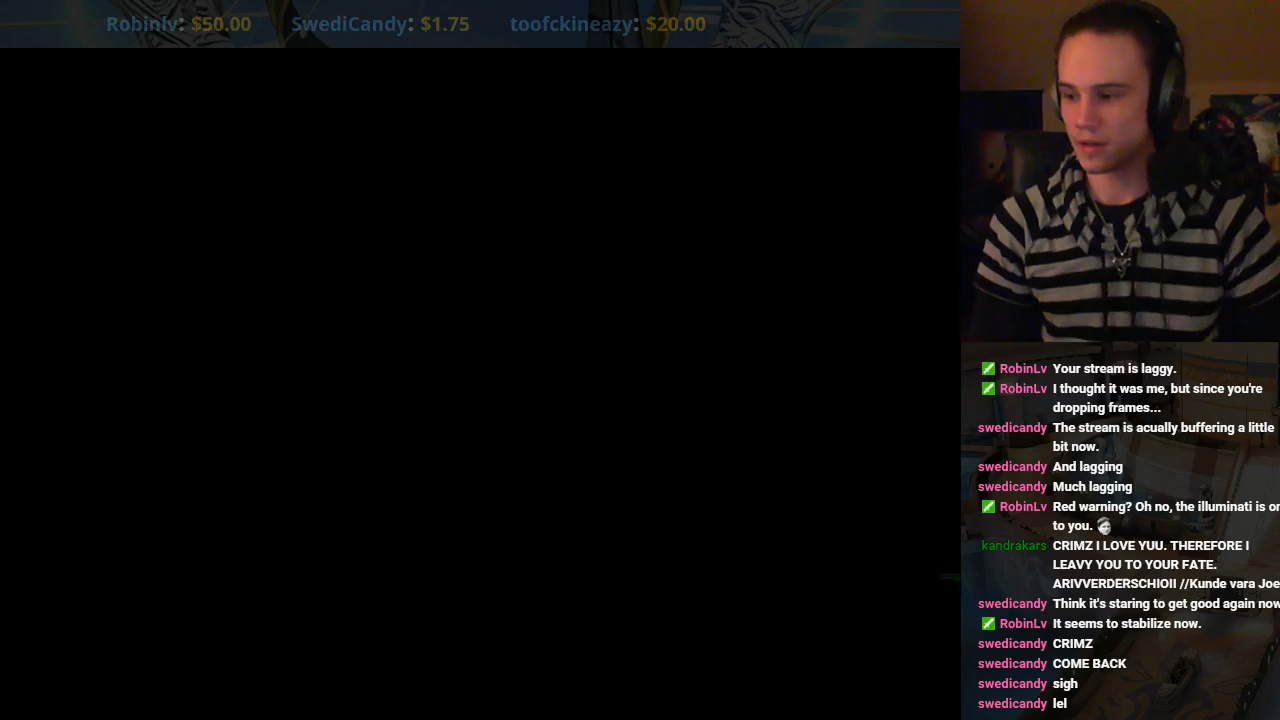 Robinlv: $50.00 SwediCandy: $1.75 toofckineazy: $20.00
RobinLv Your stream is laggy.
RobinLv I thought it was me, but since you're
dropping frames...
swedicandy The stream is acually buffering a little
bit now.
swedicandy And lagging
swedicandy Much lagging
RobinLv Red warning? Oh no, the illuminati is on
to you.
kandrakars CRIMZ I LOVE YUU. THEREFORE I
LEAVY YOU TO YOUR FATE.
ARIVVERDERSCHIOII //Kunde vara Joe
swedicandy Think it's staring to get good again now
RobinLv It seems to stabilize now.
swedicandy CRIMZ
swedicandy COME BACK
swedicandy sigh
swedicandy lel